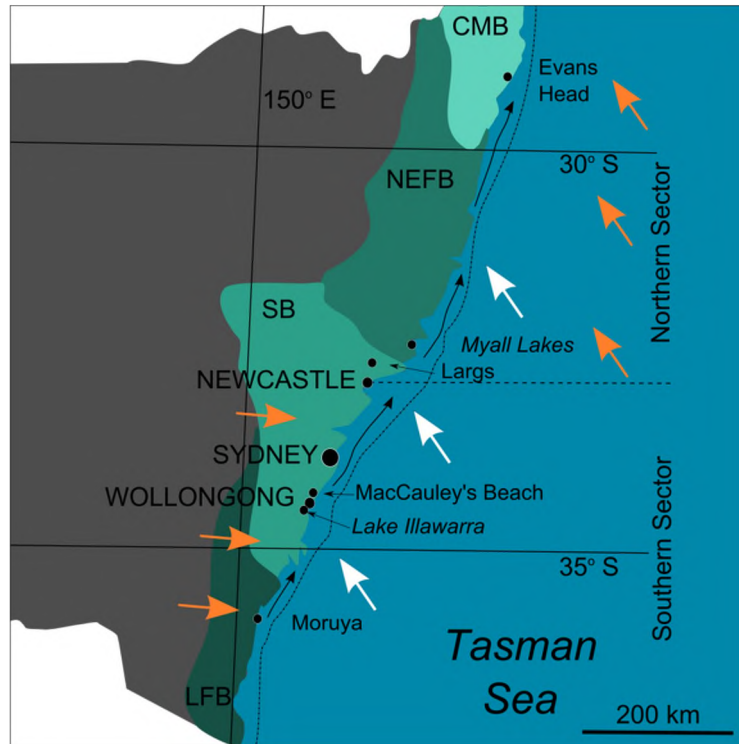 CMB
Evans
Head
150° E
30° S
NEFB
Northern Sector
SB
Myall Lakes
Largs
NEWCASTLE
SYDNEY
WOLLONGONG
MacCauley's Beach
Lake Illawarra
35° S
Southern Sector
Moruya
Tasman
Sea
LFB
200 km